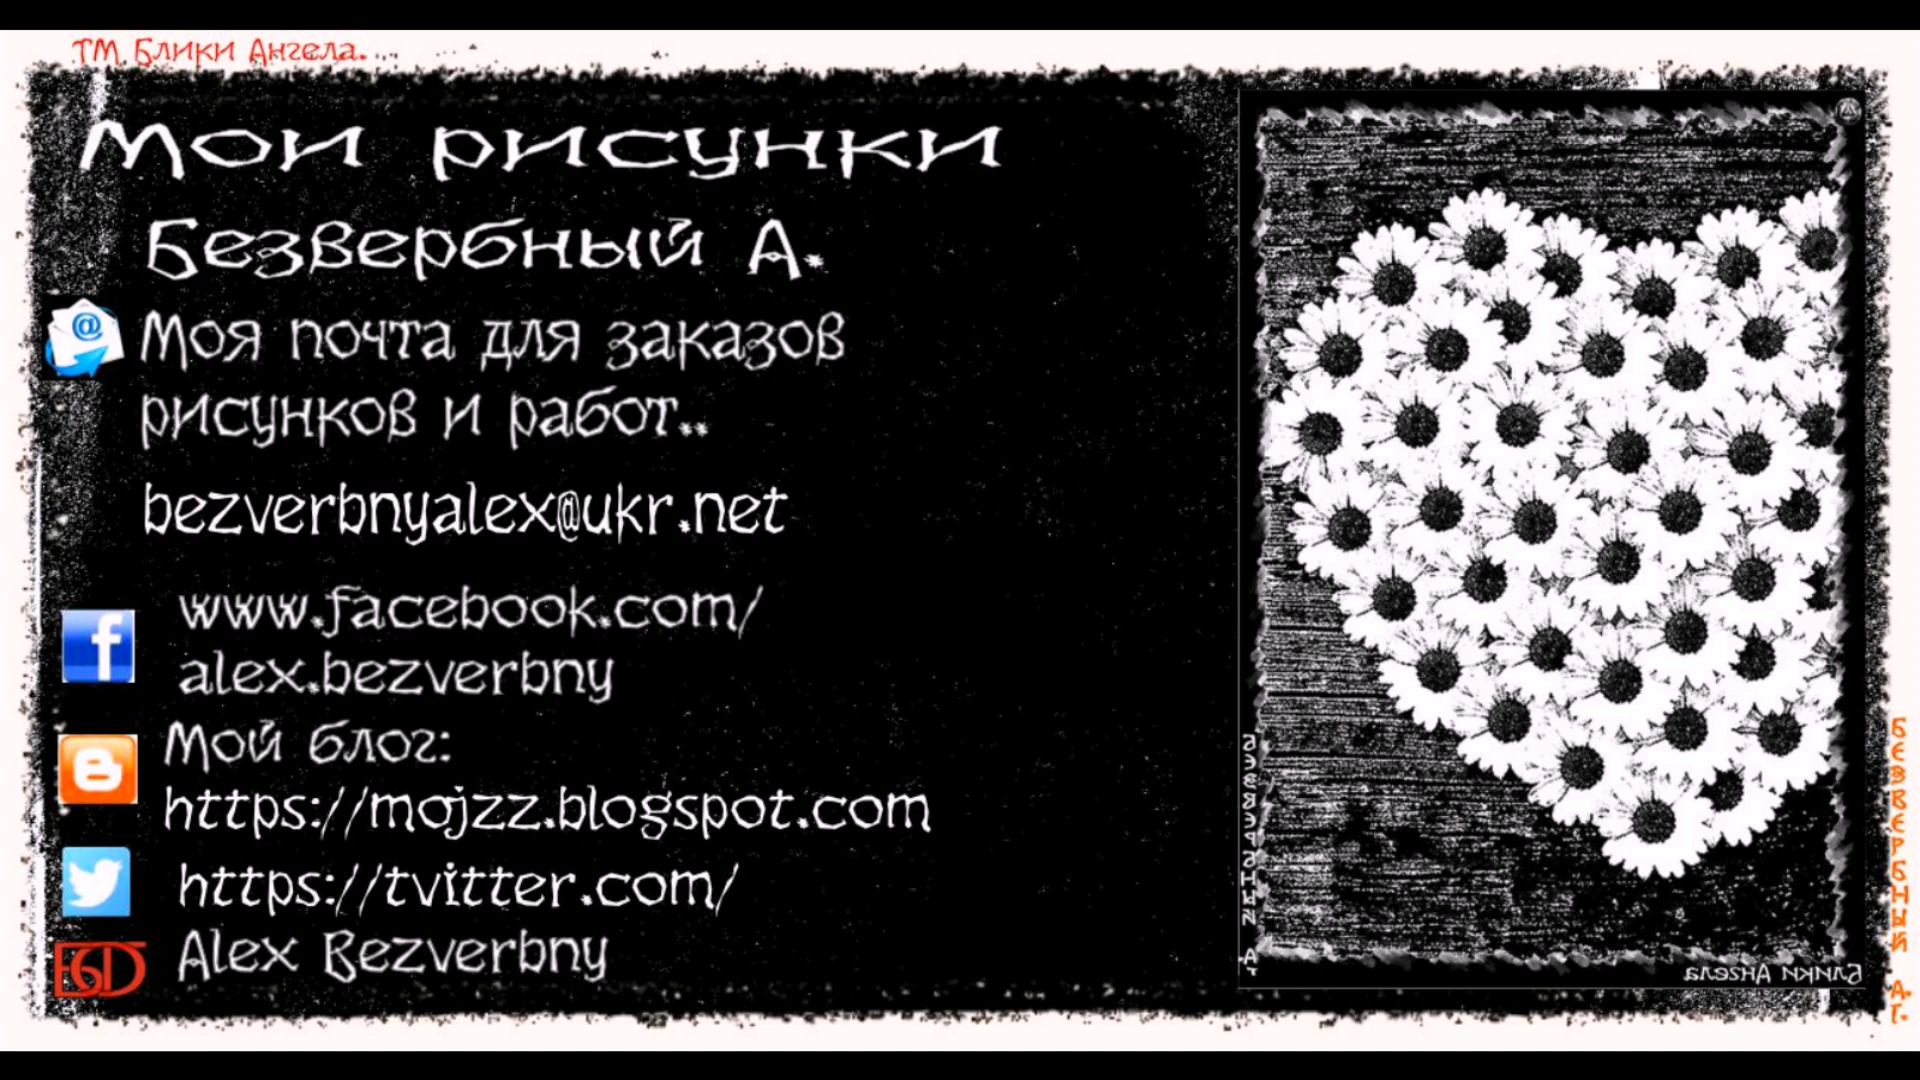 ТМ Блики Ангела.
Мои рисунки
Безвербный А.
Моя почта для заказов
рисунков и работ..
bezverbnyalex@ukr.net
www.facebook.com/
alex.bezverbny
Мой блог:
https://mojzz.blogspot.com
https://tvitter.com/
Alex Bezverbny
Блики Ангела
Безвербный А.
БЕЗВЕРБНЫЙ А.Г.